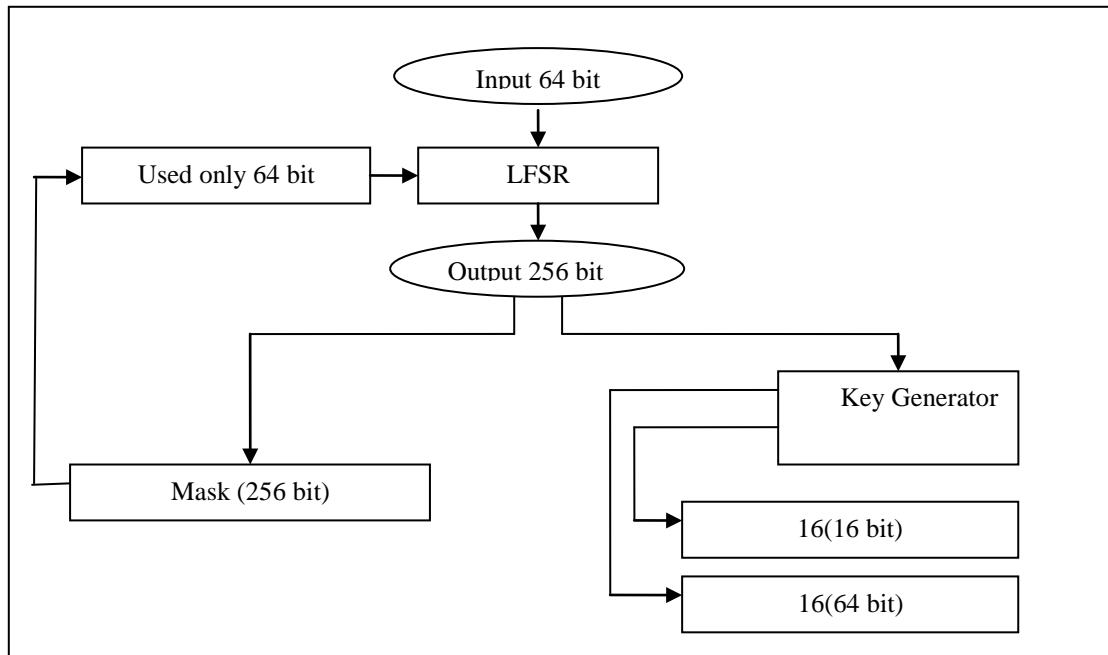 Input 64 bit
Used only 64 bit
LFSR
Output 256 bit
Key Generator
Mask (256 bit)
16(16 bit)
16(64 bit)